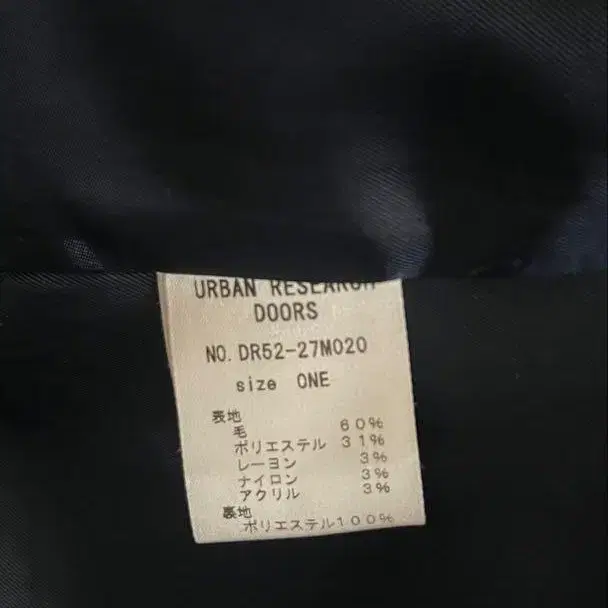 URBAN RESEARCH
DOORS
NO. DR52-27M020
size ONE
表地
毛 60%
ポリエステル 31%
レーヨン 3%
ナイロン 3%
アクリル 3%
裏地
ポリエステル100%